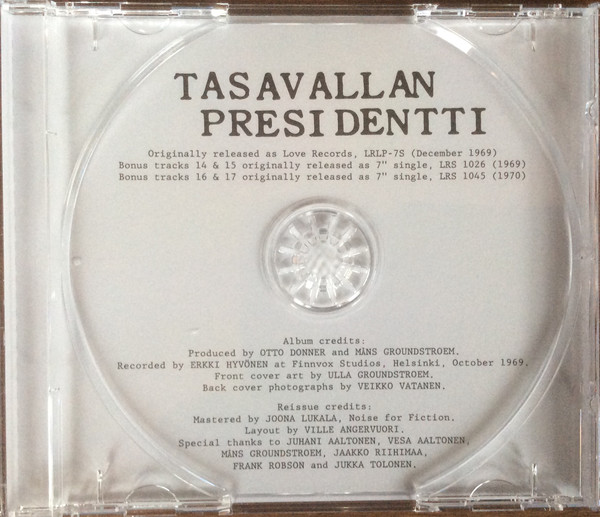 TASAVALLAN
PRESIDENTTI
Originally released as Love Records, LRLP-7S (December 1969)
Bonus tracks 14 & 15 originally released as 7" single, LRS 1026 (1969)
Bonus tracks 16 & 17 originally released as 7" single, LRS 1045 (1970)
Album credits:
Produced by OTTO DONNER and MÅNS GROUNDSTROEM.
Recorded by ERKKI HYVÖNEN at Finnvox Studios, Helsinki, October 1969.
Front cover art by ULLA GROUNDSTROEM.
Back cover photographs by VEIKKO VATANEN.
Reissue credits:
Mastered by JOONA LUKALA, Noise for Fiction.
Layout by VILLE ANGERVUORI.
Special thanks to JUHANI AALTONEN, VESA AALTONEN,
MÅNS GROUNDSTROEM, JAAKKO RIIHIMAA,
FRANK ROBSON and JUKKA TOLONEN.